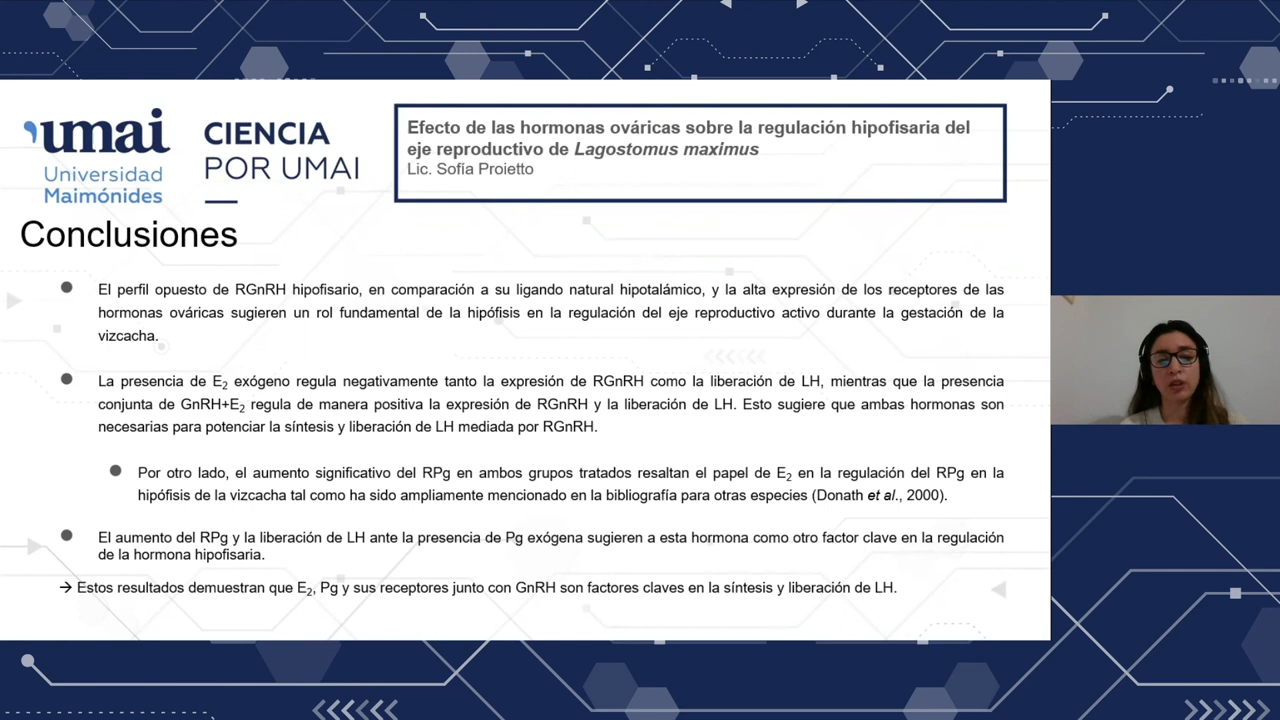 umai
Universidad
Maimónides
CIENCIA
POR UMAI
Efecto de las hormonas ováricas sobre la regulación hipofisaria del
eje reproductivo de Lagostomus maximus
Lic. Sofía Proietto
Conclusiones
El perfil opuesto de RGnRH hipofisario, en comparación a su ligando natural hipotalámico, y la alta expresión de los receptores de las
hormonas ováricas sugieren un rol fundamental de la hipófisis en la regulación del eje reproductivo activo durante la gestación de la
vizcacha.
La presencia de E2 exógeno regula negativamente tanto la expresión de RGnRH como la liberación de LH, mientras que la presencia
conjunta de GnRH+E2 regula de manera positiva la expresión de RGnRH y la liberación de LH. Esto sugiere que ambas hormonas son
necesarias para potenciar la síntesis y liberación de LH mediada por RGnRH.
Por otro lado, el aumento significativo del RPg en ambos grupos tratados resaltan el papel de E2 en la regulación del RPg en la
hipófisis de la vizcacha tal como ha sido ampliamente mencionado en la bibliografía para otras especies (Donath et al., 2000).
El aumento del RPg y la liberación de LH ante la presencia de Pg exógena sugieren a esta hormona como otro factor clave en la regulación
de la hormona hipofisaria.
→ Estos resultados demuestran que E2, Pg y sus receptores junto con GnRH son factores claves en la síntesis y liberación de LH.